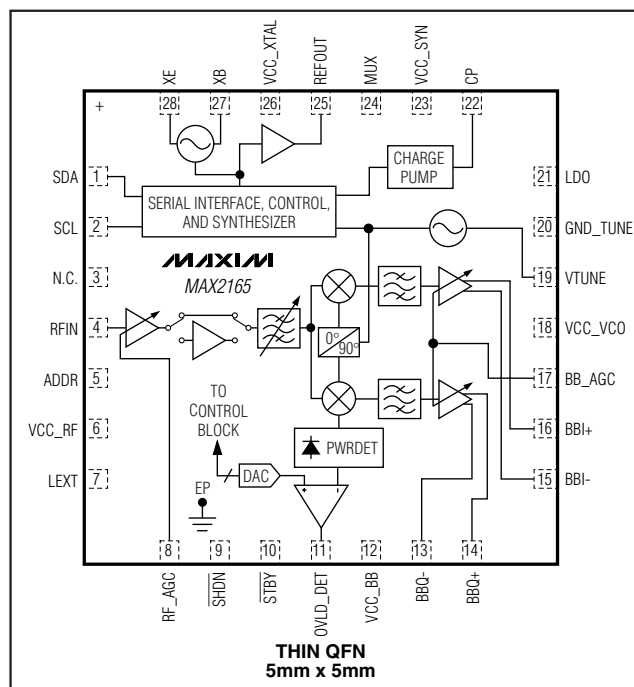 XE
XB
VCC_XTAL
REFOUT
MUX
VCC_SYN
CP
+
28
27
26
25
24
23
22
SDA
1
CHARGE
PUMP
21
LDO
SERIAL INTERFACE, CONTROL,
AND SYNTHESIZER
SCL
2
20
GND_TUNE
MAXIM
MAX2165
N.C.
3
19
VTUNE
RFIN
4
0°
90°
18
VCC_VCO
ADDR
5
17
BB_AGC
TO
CONTROL
BLOCK
VCC_RF
6
16
BBI+
PWRDET
LEXT
7
DAC
+
-
15
BBI-
EP
8
9
10
11
12
13
14
RF_AGC
SHDN
STBY
OVLD_DET
VCC_BB
BBQ-
BBQ+
THIN QFN
5mm x 5mm